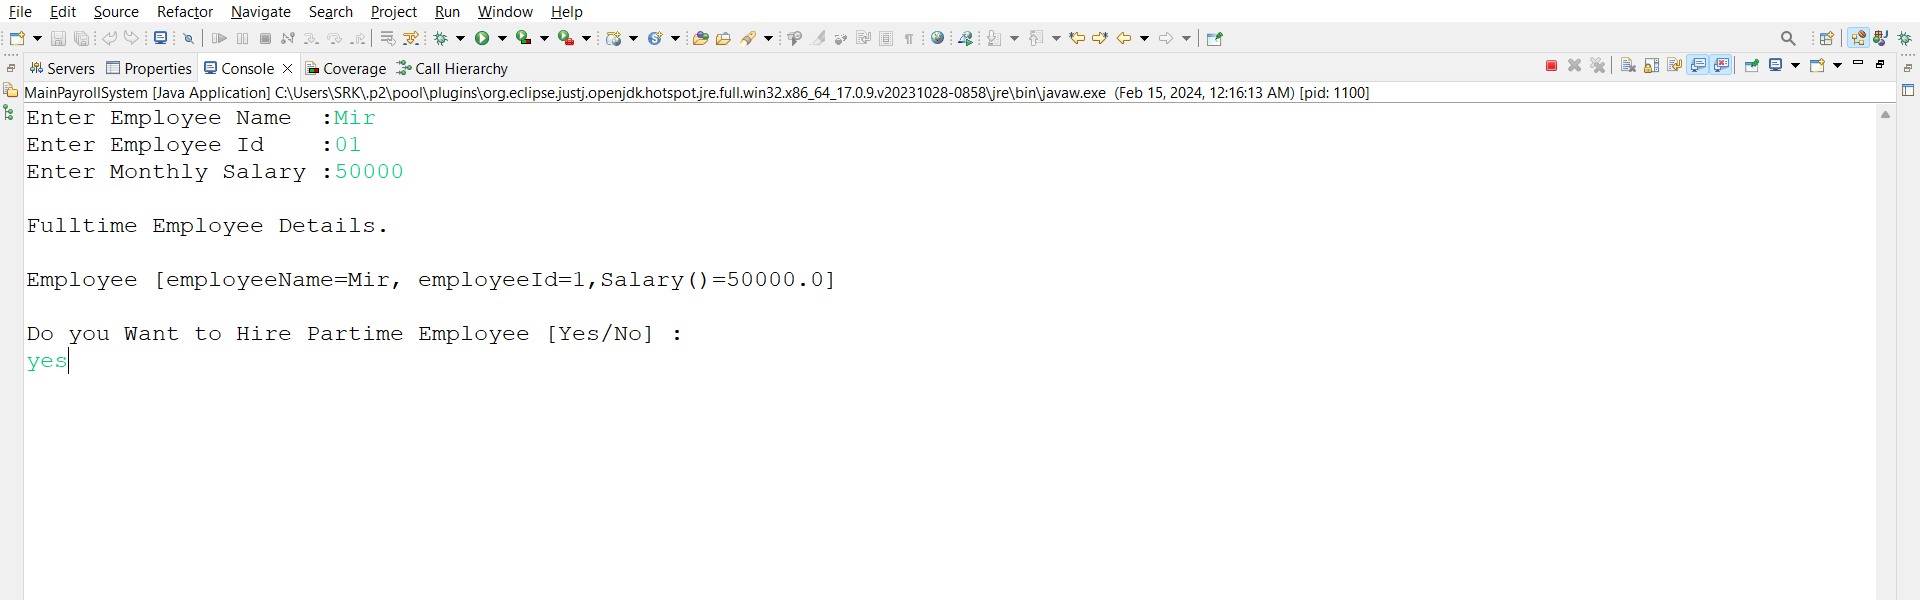 File Edit Source Refactor Navigate Search Project Run Window Help
Servers Properties Console Coverage Call Hierarchy
MainPayrollSystem [Java Application] C:\Users\SRK\.p2\pool\plugins\org.eclipse.justj.openjdk.hotspot.jre.full.win32.x86_64_17.0.9.v20231028-0858\jre\bin\javaw.exe (Feb 15, 2024, 12:16:13 AM) [pid: 1100]
Enter Employee Name  :Mir
Enter Employee Id    :01
Enter Monthly Salary :50000
Fulltime Employee Details.
Employee [employeeName=Mir, employeeId=1,Salary()=50000.0]
Do you Want to Hire Partime Employee [Yes/No] :
yes